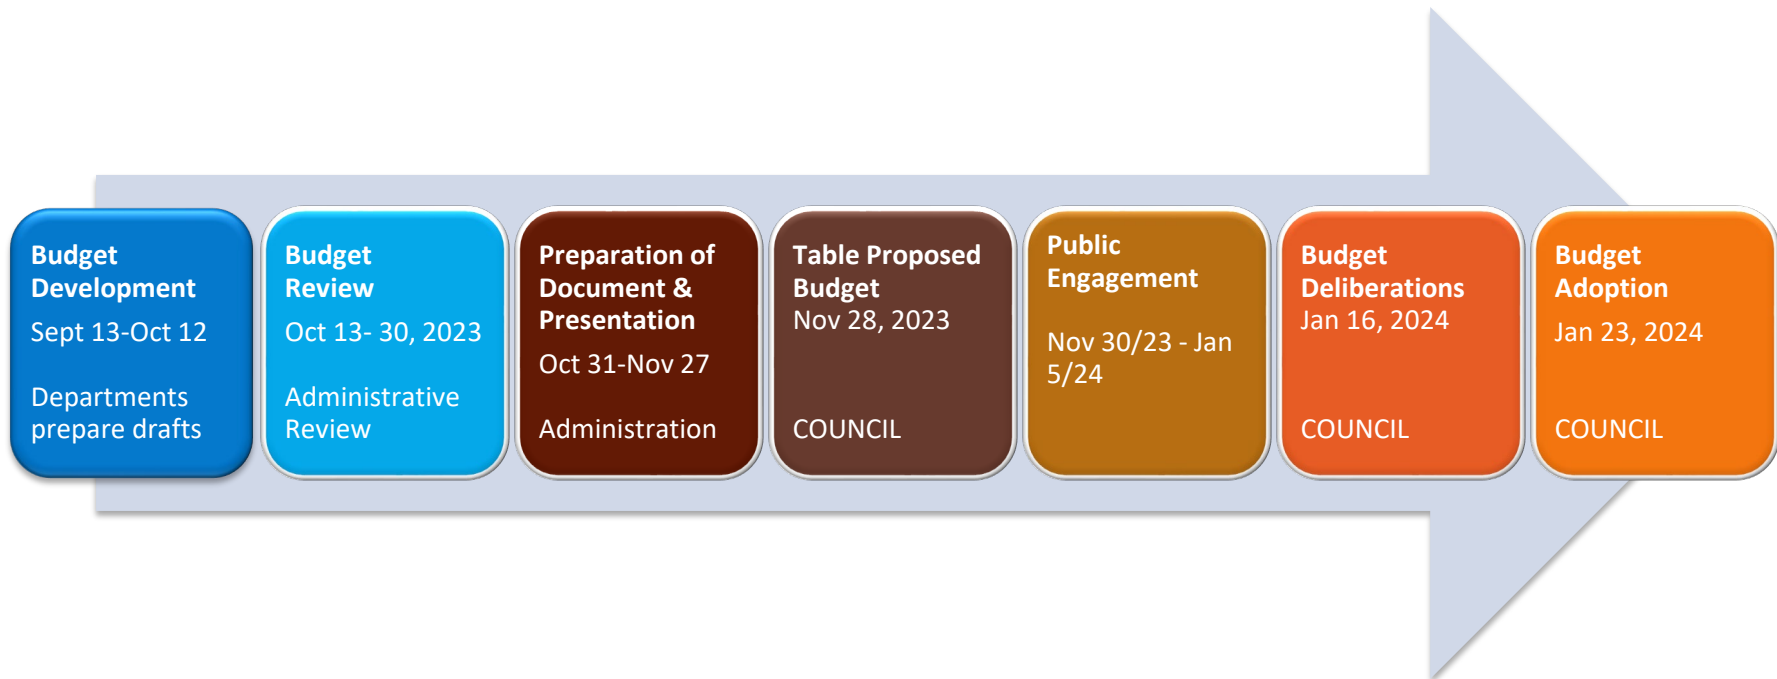 Budget
Development
Sept 13-Oct 12
Departments
prepare drafts
Budget
Review
Oct 13- 30, 2023
Administrative
Review
Preparation of
Document &
Presentation
Oct 31-Nov 27
Administration
Table Proposed
Budget
Nov 28, 2023
COUNCIL
Public
Engagement
Nov 30/23 - Jan
5/24
Budget
Deliberations
Jan 16, 2024
COUNCIL
Budget
Adoption
Jan 23, 2024
COUNCIL